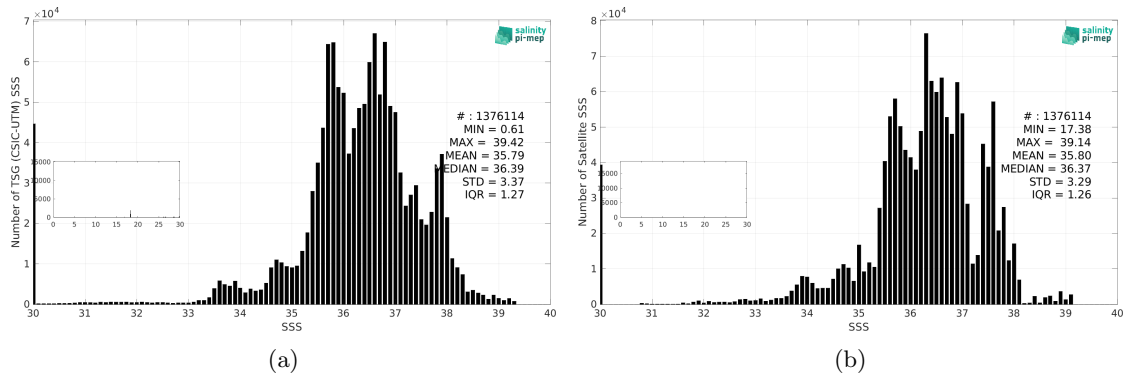 ×10⁴
7
6
5
4
3
2
1
0
Number of TSG (CSIC-UTM) SSS
salinity
pi-mep
# : 1376114
MIN = 0.61
MAX = 39.42
MEAN = 35.79
MEDIAN = 36.39
STD = 3.37
IQR = 1.27
15000
10000
5000
0
0 5 10 15 20 25 30
30 31 32 33 34 35 36 37 38 39 40
SSS
(a)
×10⁴
8
7
6
5
4
3
2
1
0
Number of Satellite SSS
salinity
pi-mep
# : 1376114
MIN = 17.38
MAX = 39.14
MEAN = 35.80
MEDIAN = 36.37
STD = 3.29
IQR = 1.26
15000
10000
5000
0
0 5 10 15 20 25 30
30 31 32 33 34 35 36 37 38 39 40
SSS
(b)